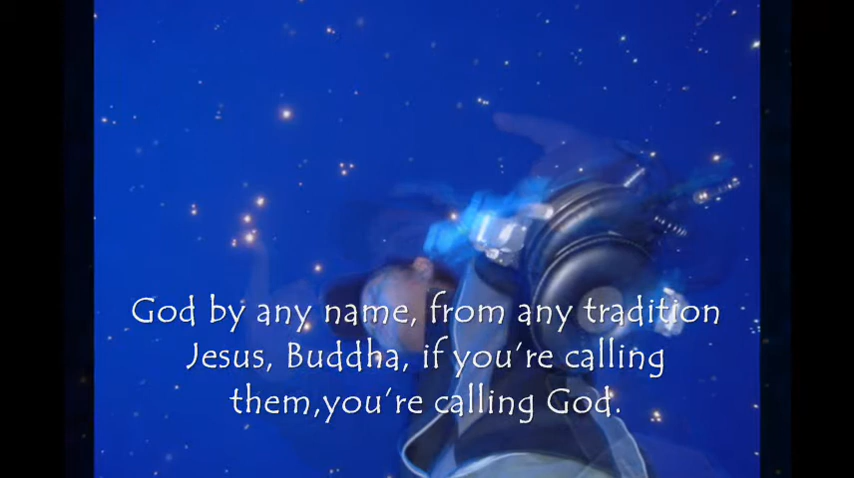 God by any name, from any tradition
Jesus, Buddha, if you're calling
them,you're calling God.